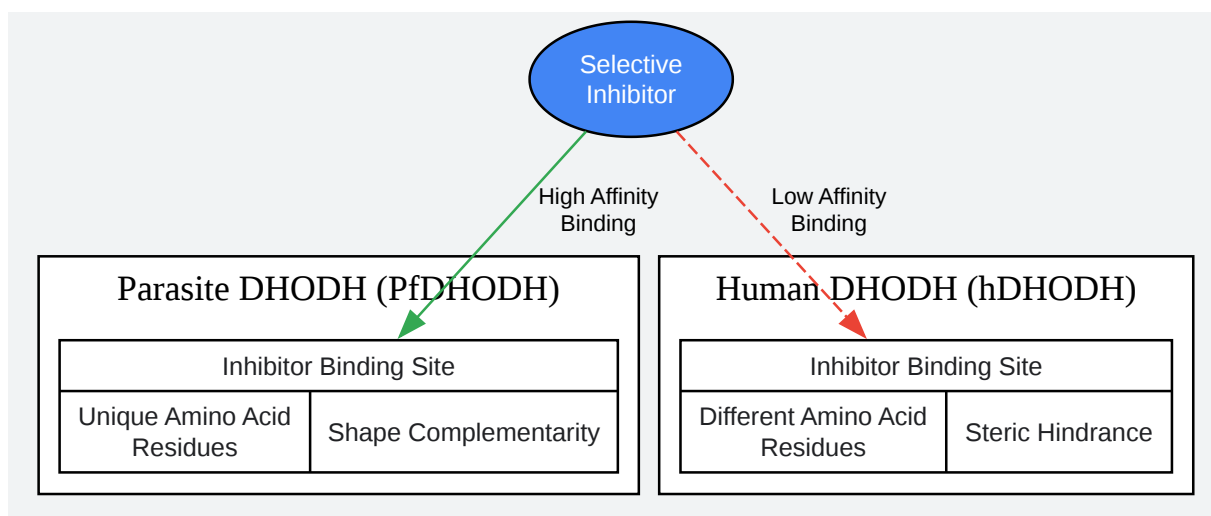 Selective
Inhibitor
High Affinity
Binding
Low Affinity
Binding
Parasite DHODH (PfDHODH)
Inhibitor Binding Site
Unique Amino Acid
Residues
Shape Complementarity
Human DHODH (hDHODH)
Inhibitor Binding Site
Different Amino Acid
Residues
Steric Hindrance